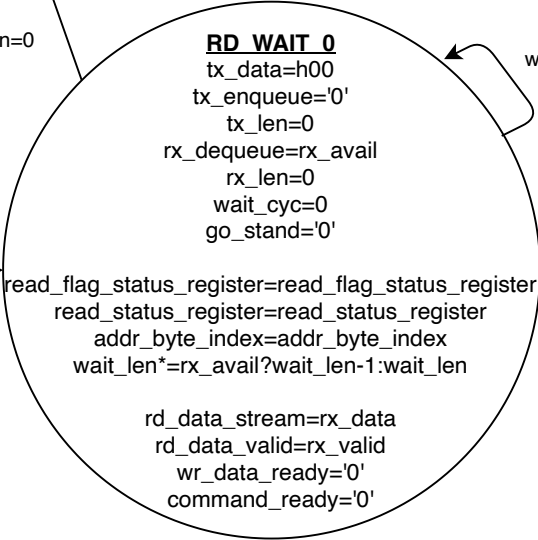 n=0
RD_WAIT_0
tx_data=h00
tx_enqueue='0'
tx_len=0
rx_dequeue=rx_avail
rx_len=0
wait_cyc=0
go_stand='0'
w
read_flag_status_register=read_flag_status_register
read_status_register=read_status_register
addr_byte_index=addr_byte_index
wait_len*=rx_avail?wait_len-1:wait_len
rd_data_stream=rx_data
rd_data_valid=rx_valid
wr_data_ready='0'
command_ready='0'